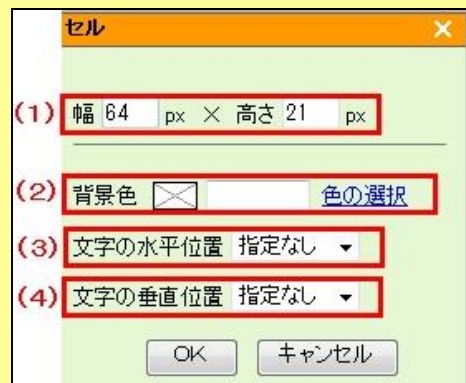 セル
(1) 幅 64 px × 高さ 21 px
(2) 背景色 色の選択
(3) 文字の水平位置 指定なし
(4) 文字の垂直位置 指定なし
OK キャンセル